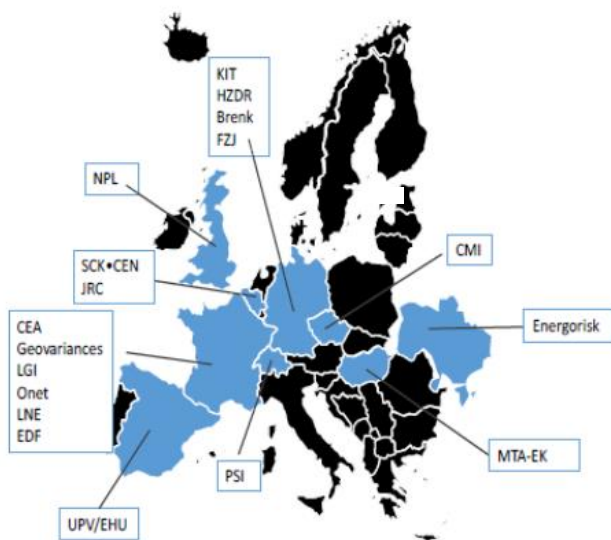 KIT
HZDR
Brenk
FZJ
NPL
SCK•CEN
JRC
CMI
Energorisk
CEA
Geovariances
LGI
Onet
LNE
EDF
MTA-EK
PSI
UPV/EHU